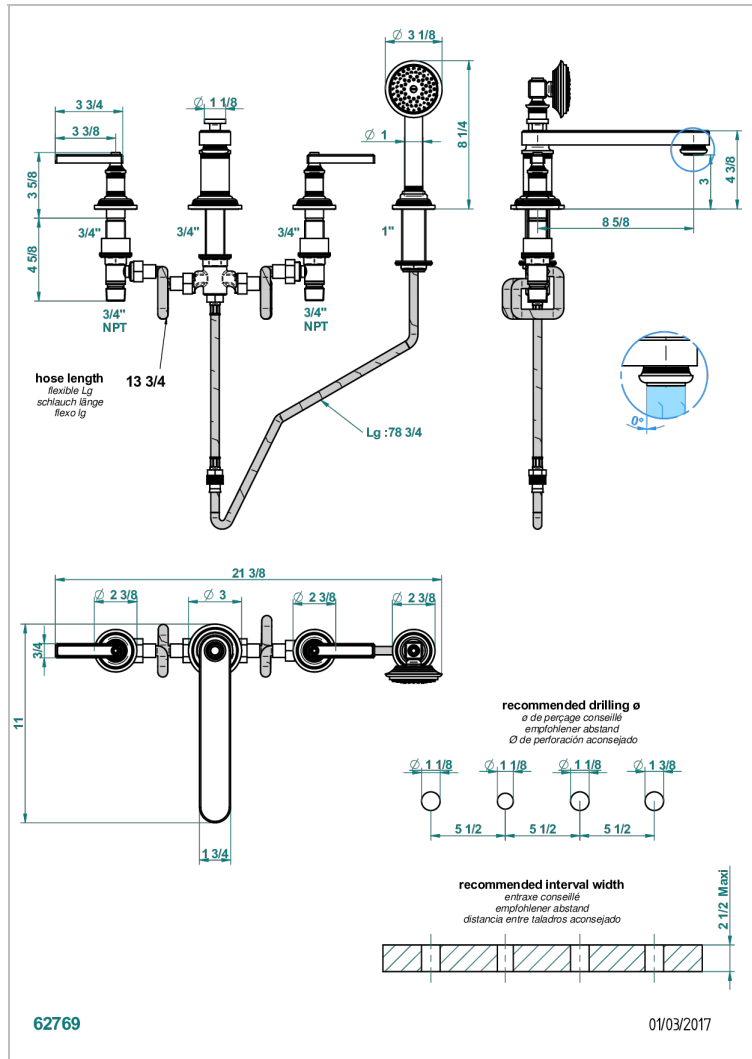 Ø 3 1/8
3 3/4
Ø 1 1/8
3 3/8
Ø 1
8 1/4
3 5/8
3
4 3/8
8 5/8
3/4"
3/4"
3/4"
1"
4 5/8
3/4"
NPT
3/4"
NPT
hose length
flexible Lg
schlauch länge
flexo lg
13 3/4
Lg :78 3/4
0°
21 3/8
Ø 2 3/8
Ø 3
Ø 2 3/8
Ø 2 3/8
3/4
11
1 3/4
recommended drilling ø
ø de perçage conseillé
empfohlener abstand
Ø de perforación aconsejado
Ø 1 1/8
Ø 1 1/8
Ø 1 1/8
Ø 1 3/8
5 1/2
5 1/2
5 1/2
recommended interval width
entraxe conseillé
empfohlener abstand
distancia entre taladros aconsejado
2 1/2 Maxi
62769
01/03/2017